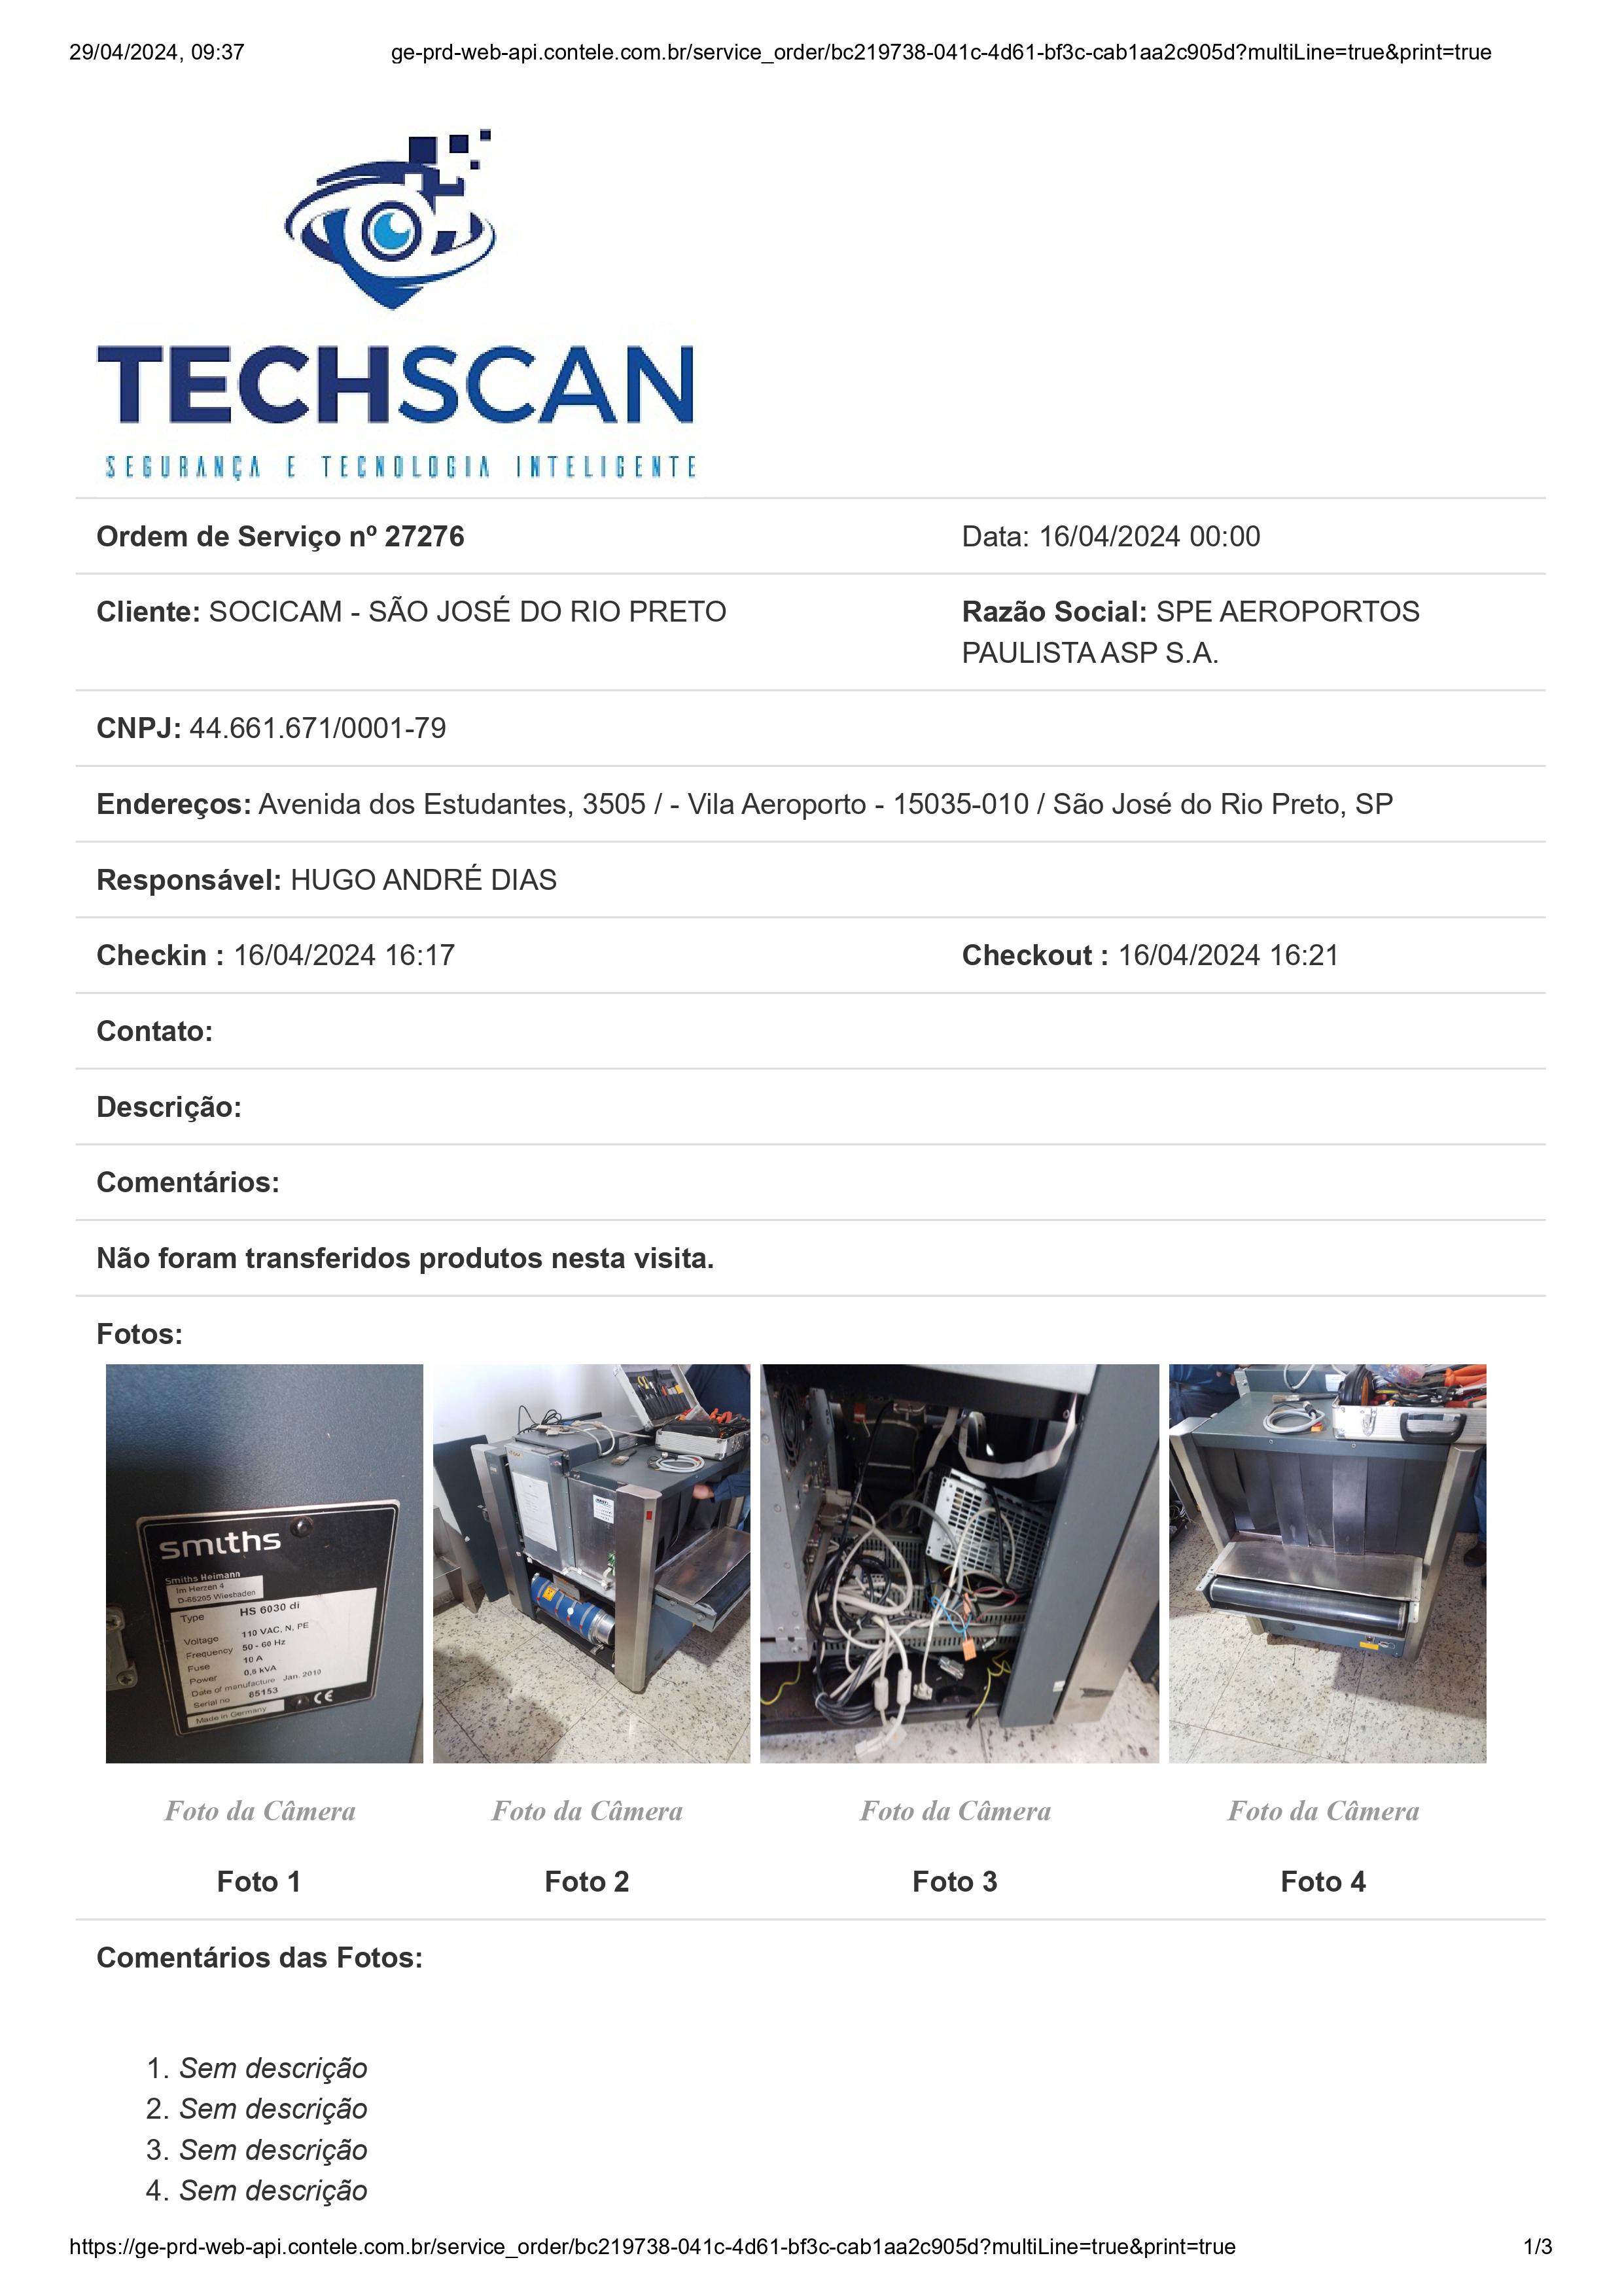 29/04/2024, 09:37 ge-prd-web-api.contele.com.br/service_order/bc219738-041c-4d61-bf3c-cab1aa2c905d?multiLine=true&print=true
TECHSCAN
SEGURANÇA E TECNOLOGIA INTELIGENTE
Ordem de Serviço nº 27276 Data: 16/04/2024 00:00
Cliente: SOCICAM - SÃO JOSÉ DO RIO PRETO Razão Social: SPE AEROPORTOS
PAULISTA ASP S.A.
CNPJ: 44.661.671/0001-79
Endereços: Avenida dos Estudantes, 3505 / - Vila Aeroporto - 15035-010 / São José do Rio Preto, SP
Responsável: HUGO ANDRÉ DIAS
Checkin : 16/04/2024 16:17 Checkout : 16/04/2024 16:21
Contato:
Descrição:
Comentários:
Não foram transferidos produtos nesta visita.
Fotos:
smiths
Smiths Heimann
Im Herzen 4
D-65205 Wiesbaden
Type HS 6030 di
Voltage 110 VAC, N, PE
Frequency 50 - 60 Hz
Fuse 10 A
Power 0,8 kVA
Date of manufacture Jan. 2010
Serial no 85153
Made in Germany CE
Foto da Câmera Foto da Câmera Foto da Câmera Foto da Câmera
Foto 1 Foto 2 Foto 3 Foto 4
Comentários das Fotos:
1. Sem descrição
2. Sem descrição
3. Sem descrição
4. Sem descrição
https://ge-prd-web-api.contele.com.br/service_order/bc219738-041c-4d61-bf3c-cab1aa2c905d?multiLine=true&print=true 1/3